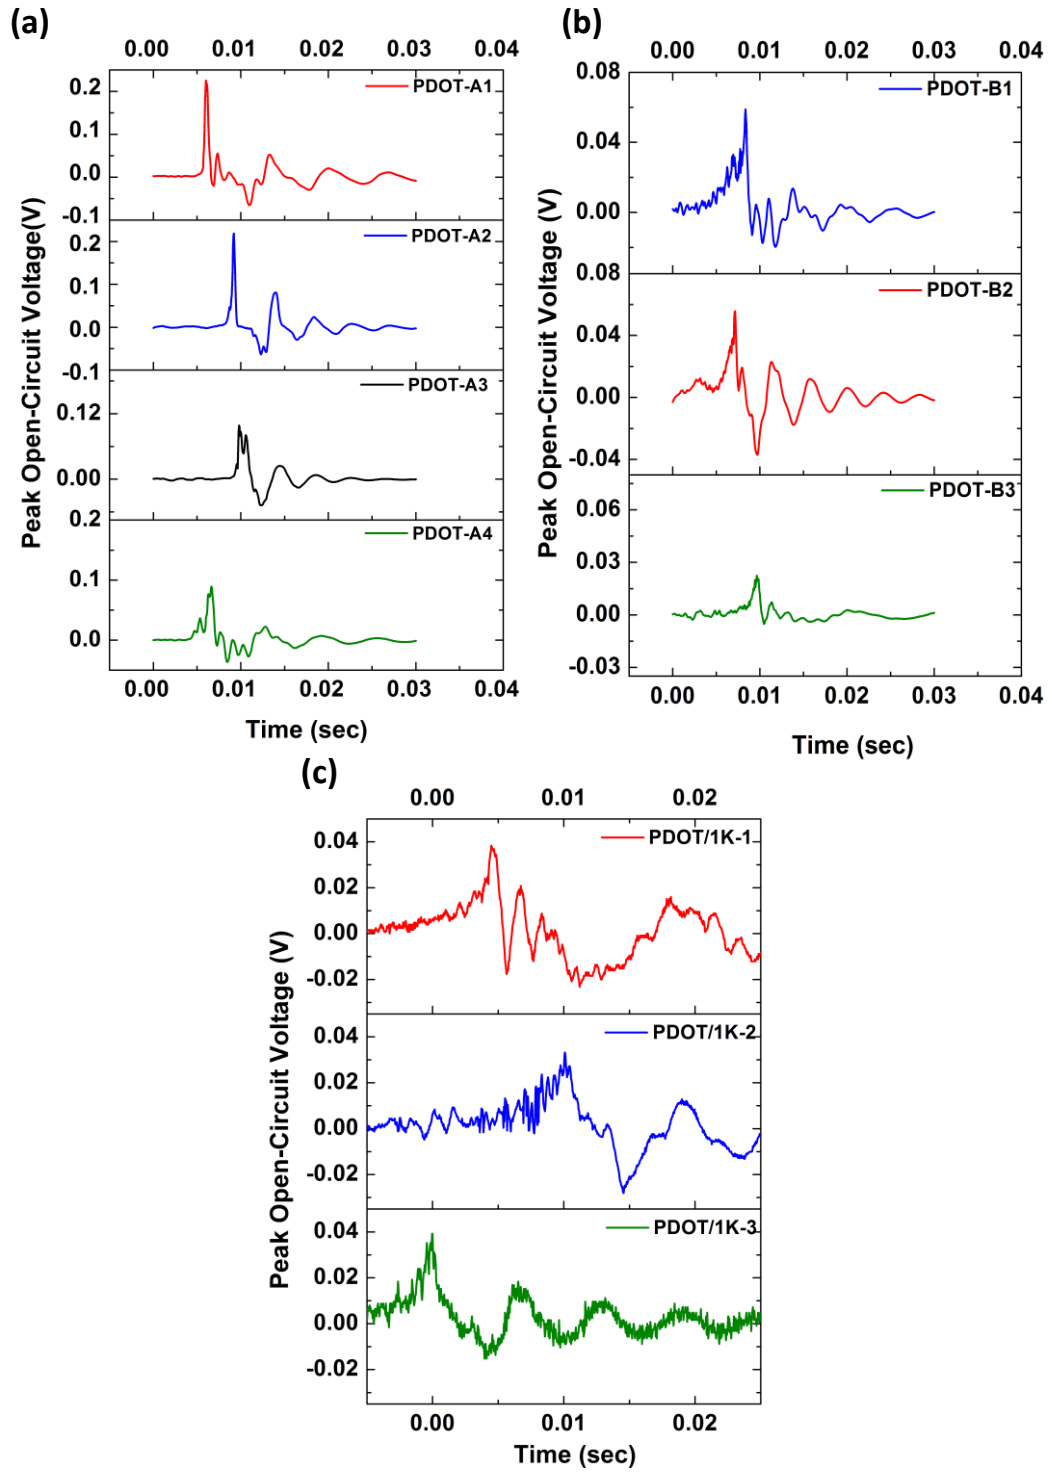 (a)
0.00 0.01 0.02 0.03 0.04
0.2
0.1
0.0
-0.1
PDOT-A1
0.2
0.1
0.0
-0.1
PDOT-A2
0.12
0.00
PDOT-A3
0.2
0.1
0.0
PDOT-A4
Peak Open-Circuit Voltage(V)
0.00 0.01 0.02 0.03 0.04
Time (sec)
(b)
0.00 0.01 0.02 0.03 0.04
0.08
0.04
0.00
PDOT-B1
0.08
0.04
0.00
-0.04
PDOT-B2
0.06
0.03
0.00
-0.03
PDOT-B3
Peak Open-Circuit Voltage (V)
0.00 0.01 0.02 0.03 0.04
Time (sec)
(c)
0.00 0.01 0.02
0.04
0.02
0.00
-0.02
PDOT/1K-1
0.04
0.02
0.00
-0.02
PDOT/1K-2
0.04
0.02
0.00
-0.02
PDOT/1K-3
Peak Open-Circuit Voltage (V)
0.00 0.01 0.02
Time (sec)